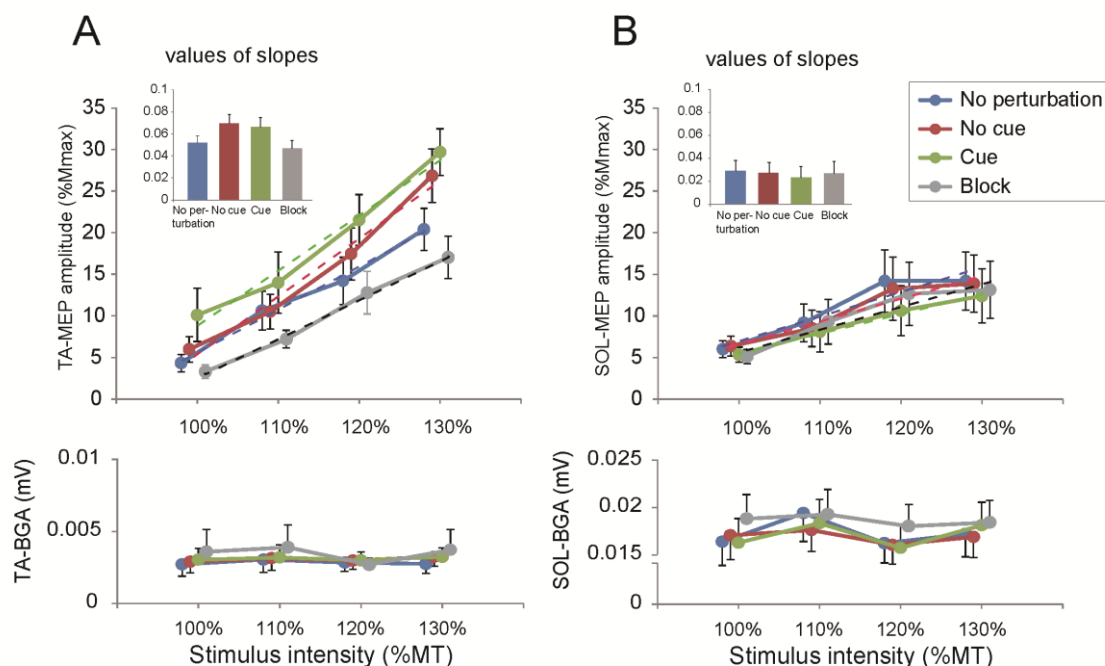 A
values of slopes
TA-MEP amplitude (%Mmax)
35
30
25
20
15
10
5
0
0.1
0.08
0.06
0.04
0.02
0
No per-
turbation
No cue
Cue
Block
100%
110%
120%
130%
TA-BGA (mV)
0.01
0.005
0
100%
110%
120%
130%
Stimulus intensity (%MT)
B
values of slopes
SOL-MEP amplitude (%Mmax)
35
30
25
20
15
10
5
0
0.1
0.08
0.06
0.04
0.02
0
No per-
turbation
No cue
Cue
Block
No perturbation
No cue
Cue
Block
100%
110%
120%
130%
SOL-BGA (mV)
0.025
0.02
0.015
0
100%
110%
120%
130%
Stimulus intensity (%MT)